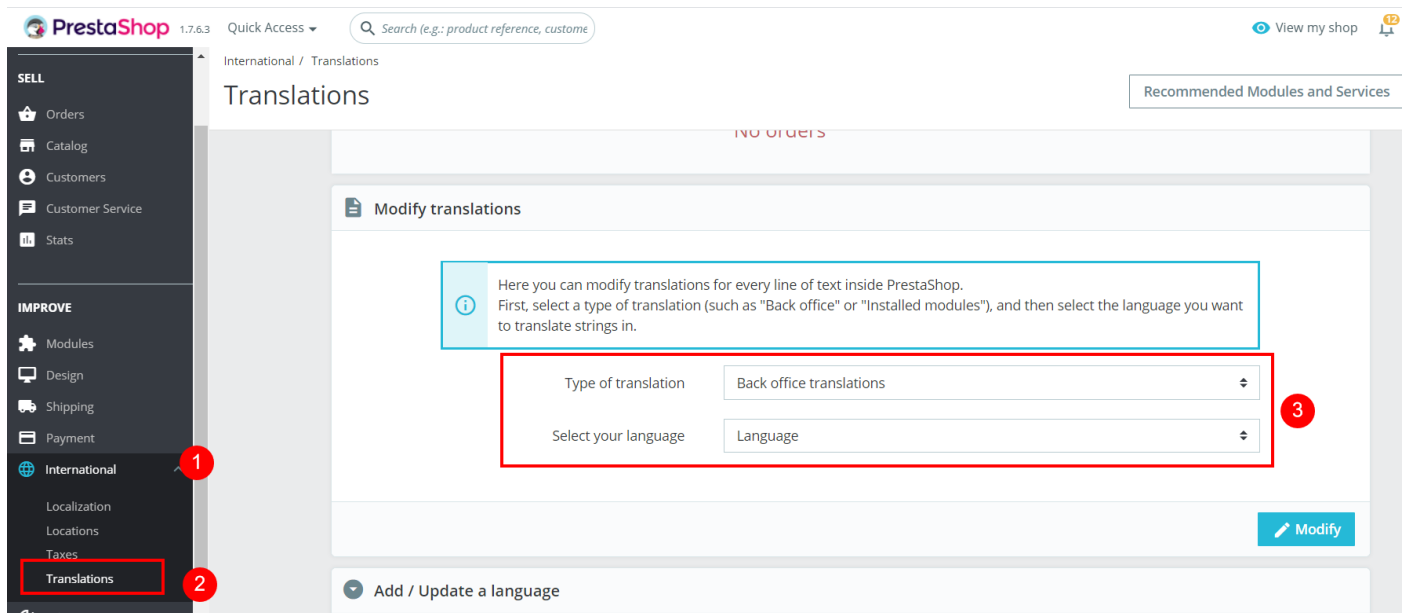 PrestaShop 1.7.6.3 Quick Access Search (e.g.: product reference, custome View my shop 12
SELL
Orders
Catalog
Customers
Customer Service
Stats
IMPROVE
Modules
Design
Shipping
Payment
International 1
Localization
Locations
Taxes
Translations 2
International / Translations
Translations
Recommended Modules and Services
No orders
Modify translations
Here you can modify translations for every line of text inside PrestaShop.
First, select a type of translation (such as "Back office" or "Installed modules"), and then select the language you want
to translate strings in.
Type of translation Back office translations
3
Select your language Language
Modify
Add / Update a language